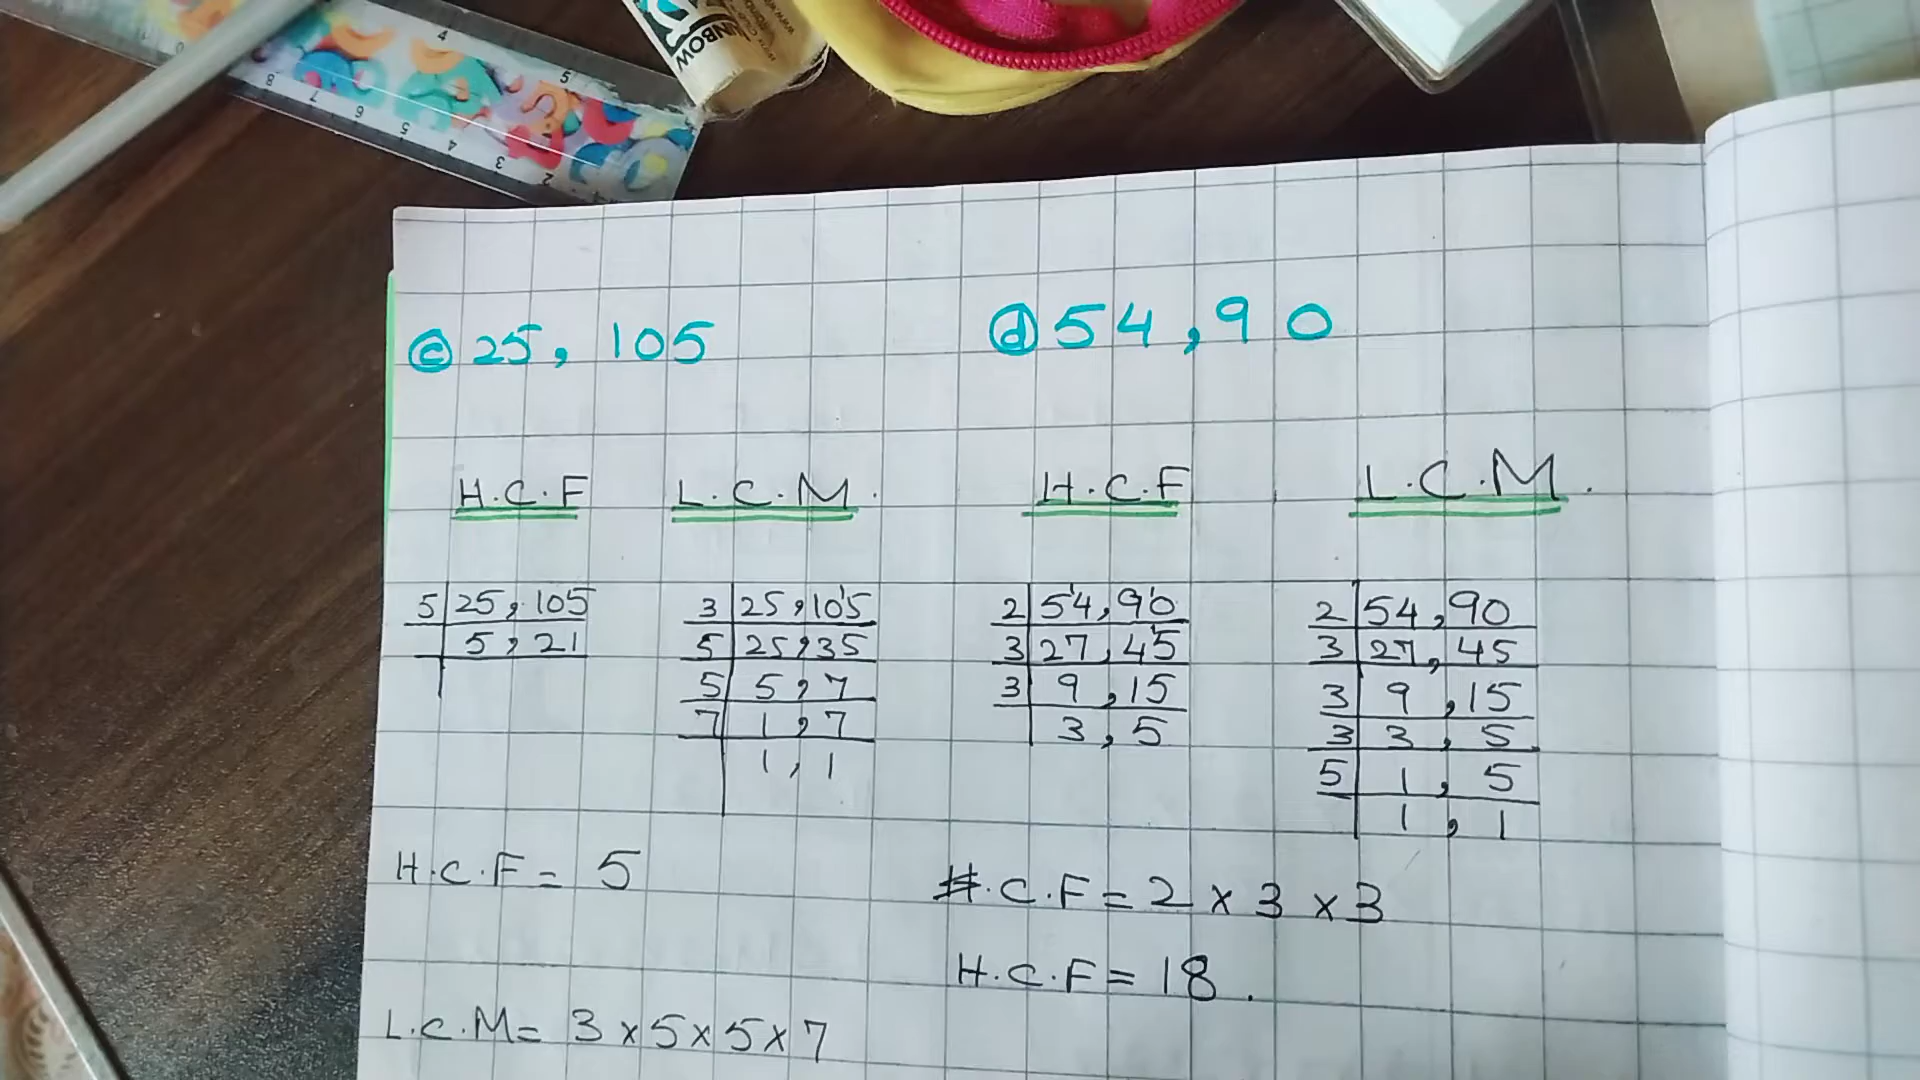 ⓒ 25, 105
H.C.F L.C.M.
5 25, 105
5, 21
3 25, 105
5 25, 35
5 5, 7
7 1, 7
1, 1
H.C.F = 5
L.C.M = 3 x 5 x 5 x 7
ⓓ 54, 90
H.C.F L.C.M.
2 54, 90
3 27, 45
3 9, 15
3, 5
2 54, 90
3 27, 45
3 9, 15
3 3, 5
5 1, 5
1, 1
H.C.F = 2 x 3 x 3
H.C.F = 18.